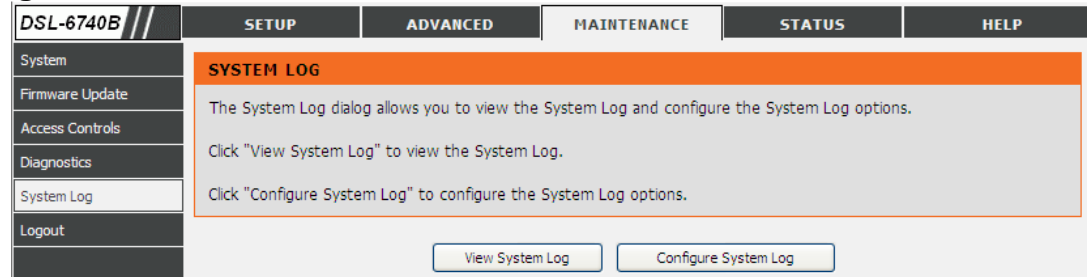 DSL-6740B
SETUP
ADVANCED
MAINTENANCE
STATUS
HELP
System
Firmware Update
Access Controls
Diagnostics
System Log
Logout
SYSTEM LOG
The System Log dialog allows you to view the System Log and configure the System Log options.
Click "View System Log" to view the System Log.
Click "Configure System Log" to configure the System Log options.
View System Log
Configure System Log